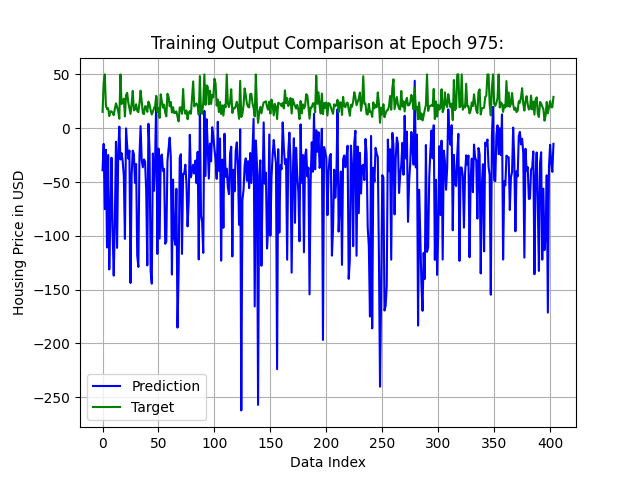 Training Output Comparison at Epoch 975:
Housing Price in USD
50
0
−50
−100
−150
−200
−250
Prediction
Target
0 50 100 150 200 250 300 350 400
Data Index